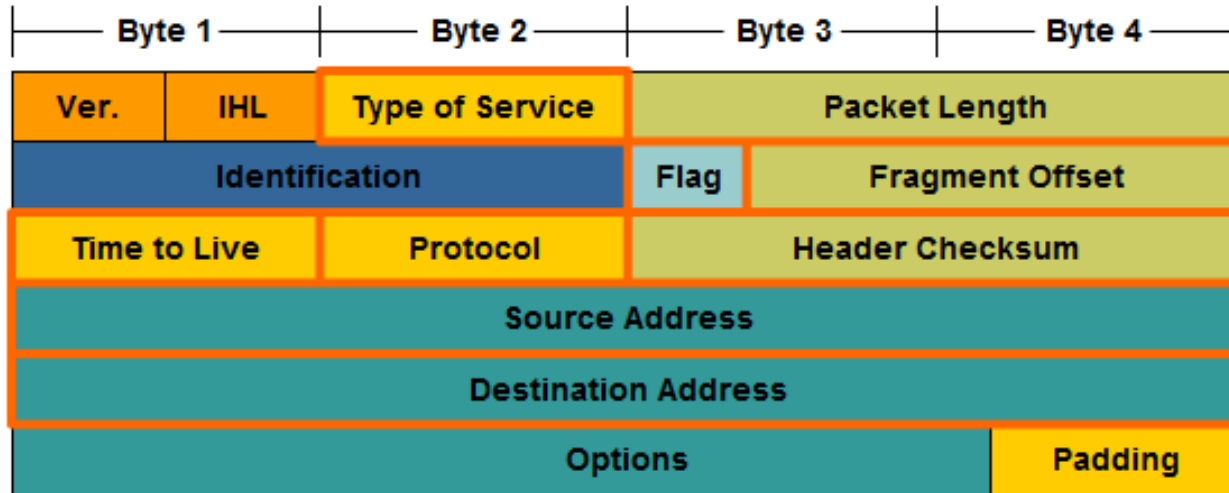 Byte 1 Byte 2 Byte 3 Byte 4
Ver. IHL Type of Service Packet Length
Identification Flag Fragment Offset
Time to Live Protocol Header Checksum
Source Address
Destination Address
Options Padding